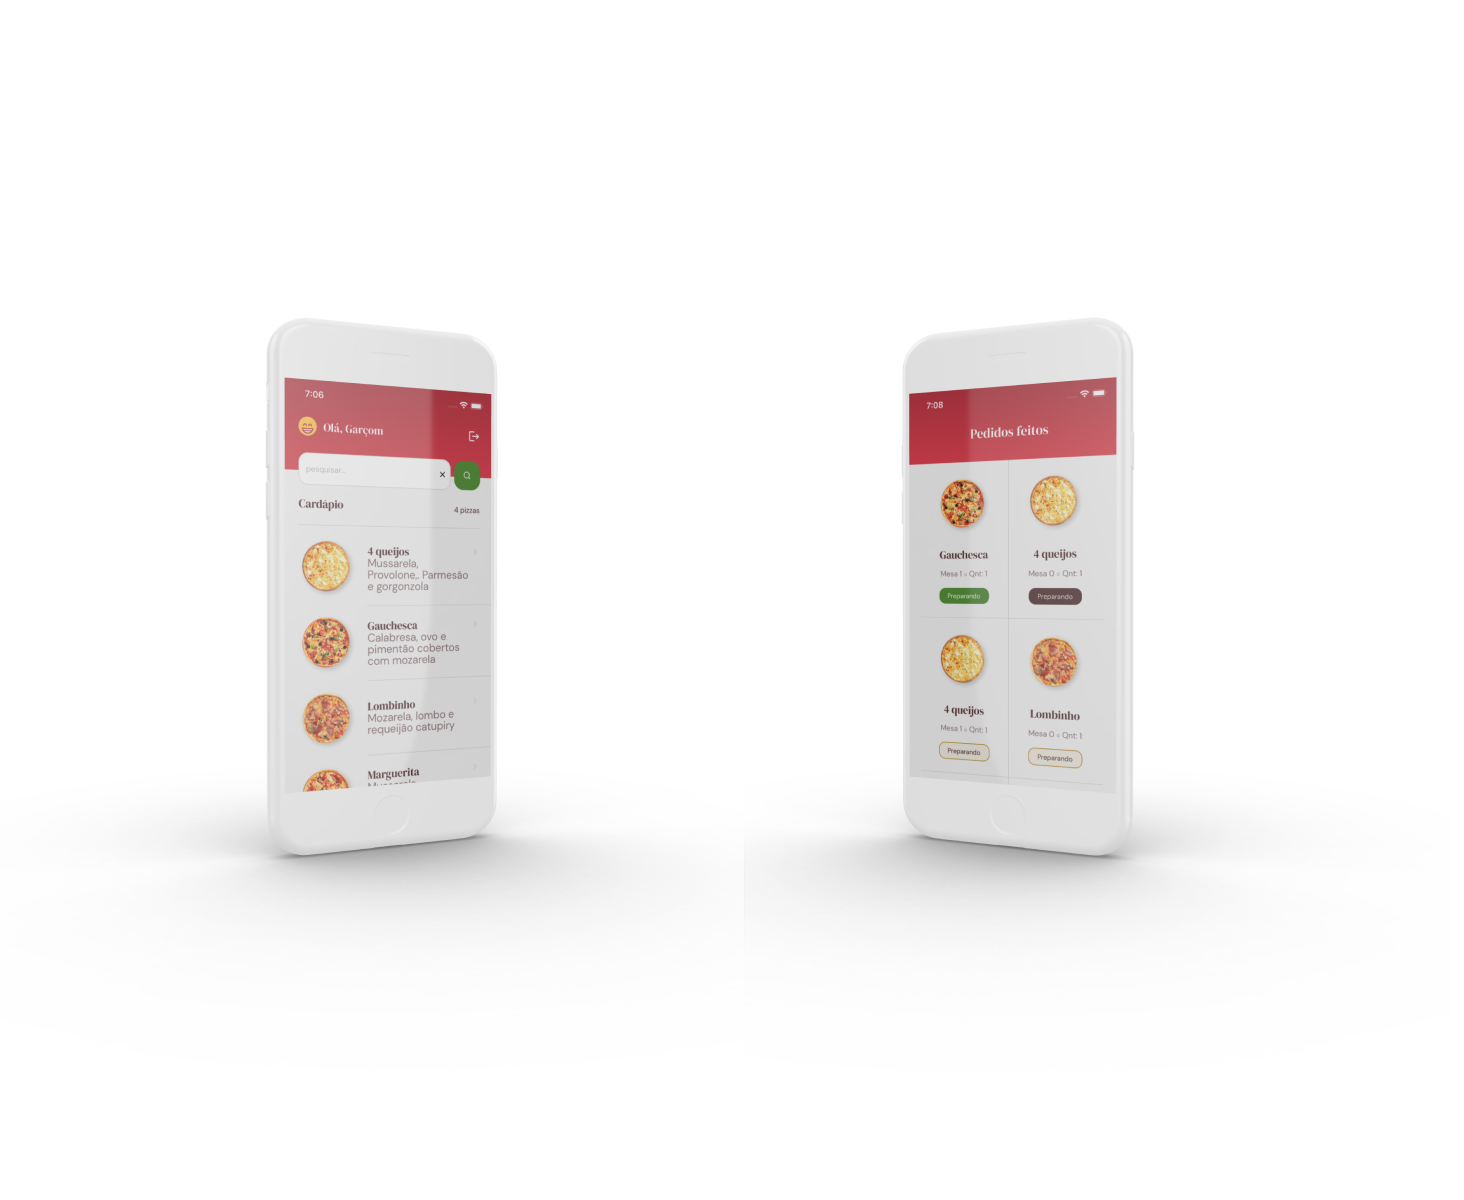 7:06
Olá, Garçom
pesquisar...
Cardápio
4 pizzas
4 queijos
Mussarela,
Provolone,. Parmesão
e gorgonzola
Gauchesca
Calabresa, ovo e
pimentão cobertos
com mozarela
Lombinho
Mozarela, lombo e
requeijão catupiry
Marguerita
7:08
Pedidos feitos
Gauchesca
Mesa 1 • Qnt: 1
Preparando
4 queijos
Mesa 0 • Qnt: 1
Preparando
4 queijos
Mesa 1 • Qnt: 1
Preparando
Lombinho
Mesa 0 • Qnt: 1
Preparando